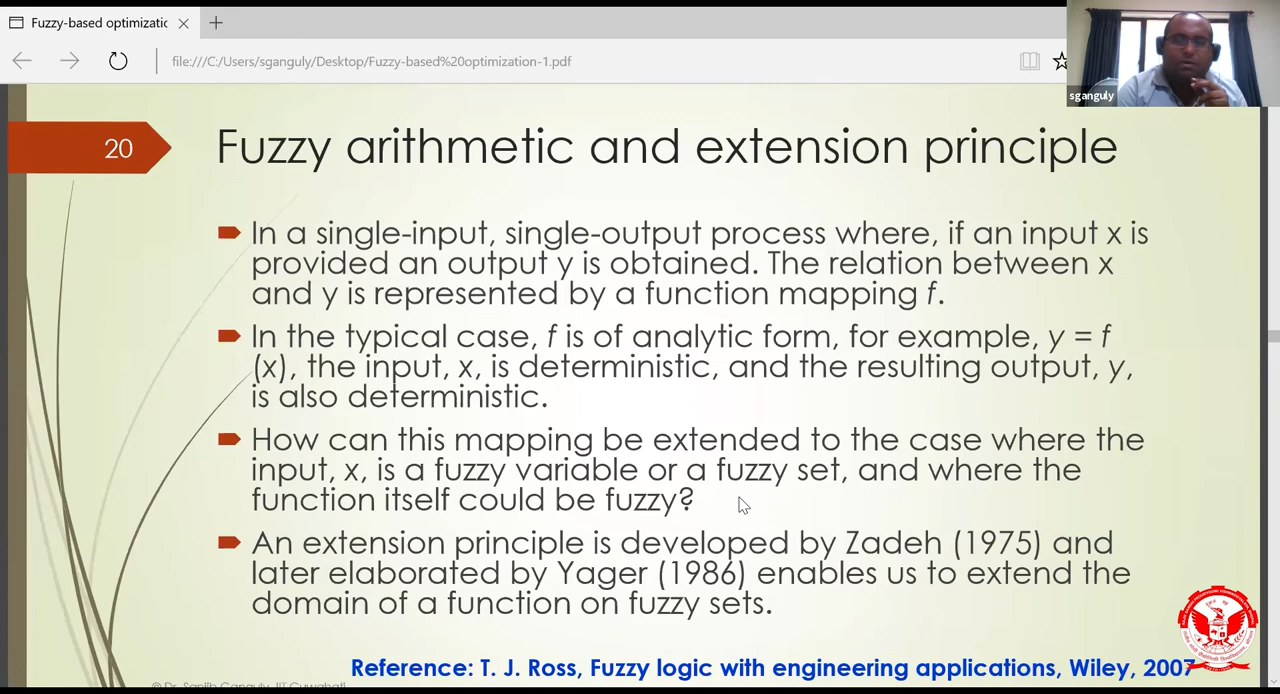 Fuzzy-based optimizatic
file:///C:/Users/sganguly/Desktop/Fuzzy-based%20optimization-1.pdf
sganguly
20
Fuzzy arithmetic and extension principle
In a single-input, single-output process where, if an input x is
provided an output y is obtained. The relation between x
and y is represented by a function mapping f.
In the typical case, f is of analytic form, for example, y = f
(x), the input, x, is deterministic, and the resulting output, y,
is also deterministic.
How can this mapping be extended to the case where the
input, x, is a fuzzy variable or a fuzzy set, and where the
function itself could be fuzzy?
An extension principle is developed by Zadeh (1975) and
later elaborated by Yager (1986) enables us to extend the
domain of a function on fuzzy sets.
Reference: T. J. Ross, Fuzzy logic with engineering applications, Wiley, 2007
© Dr. Sanjib Ganguly, IIT Guwahati